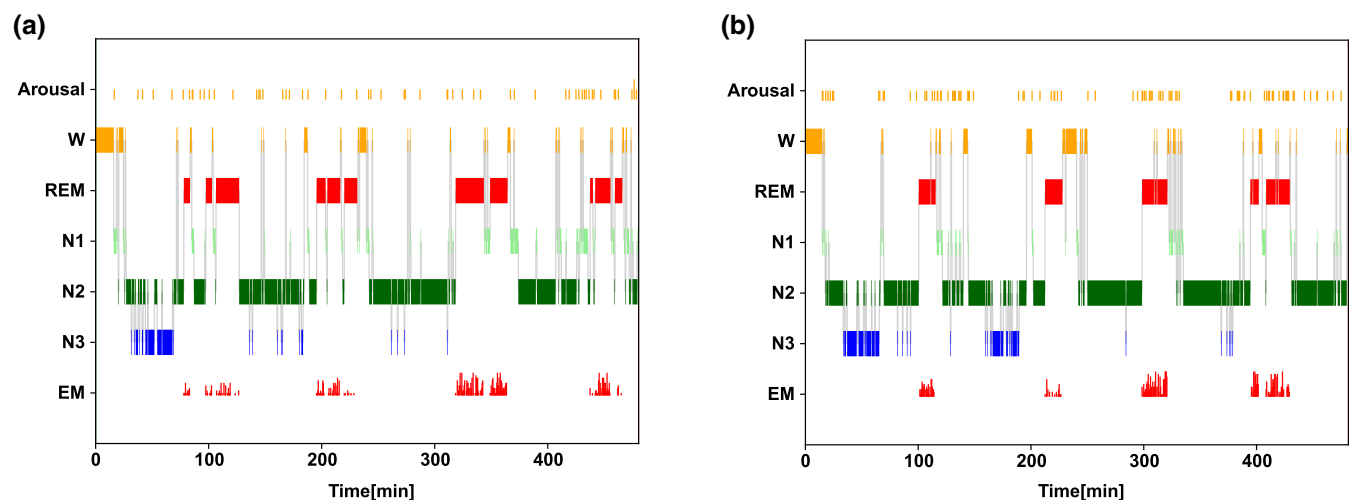 (a)
Arousal
W
REM
N1
N2
N3
EM
0 100 200 300 400
Time[min]
(b)
Arousal
W
REM
N1
N2
N3
EM
0 100 200 300 400
Time[min]